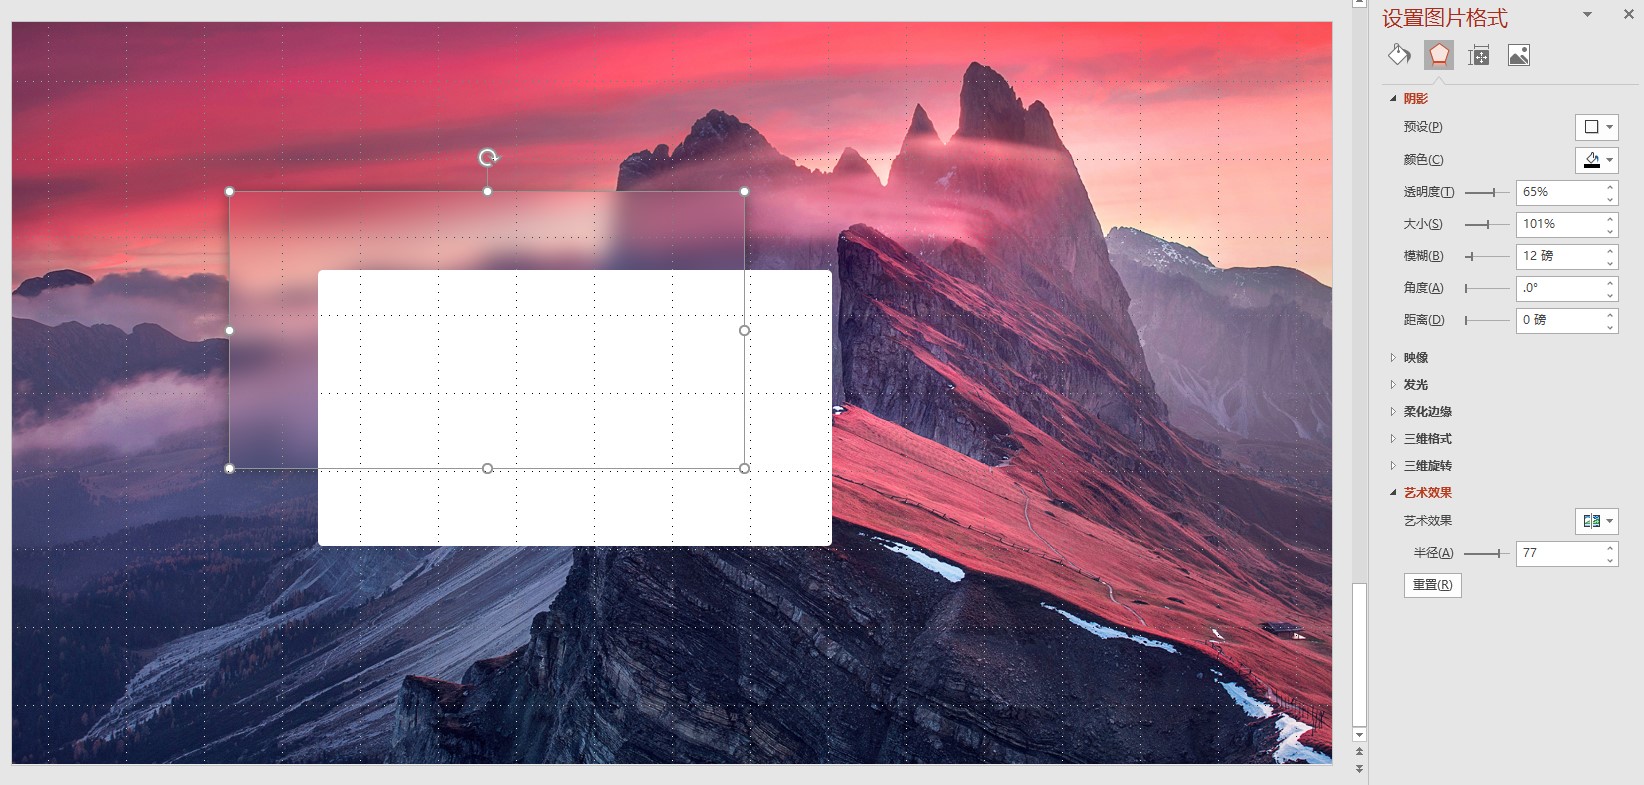 设置图片格式
阴影
预设(P)
颜色(C)
透明度(T) 65%
大小(S) 101%
模糊(B) 12 磅
角度(A) .0°
距离(D) 0 磅
映像
发光
柔化边缘
三维格式
三维旋转
艺术效果
艺术效果
半径(A) 77
重置(R)